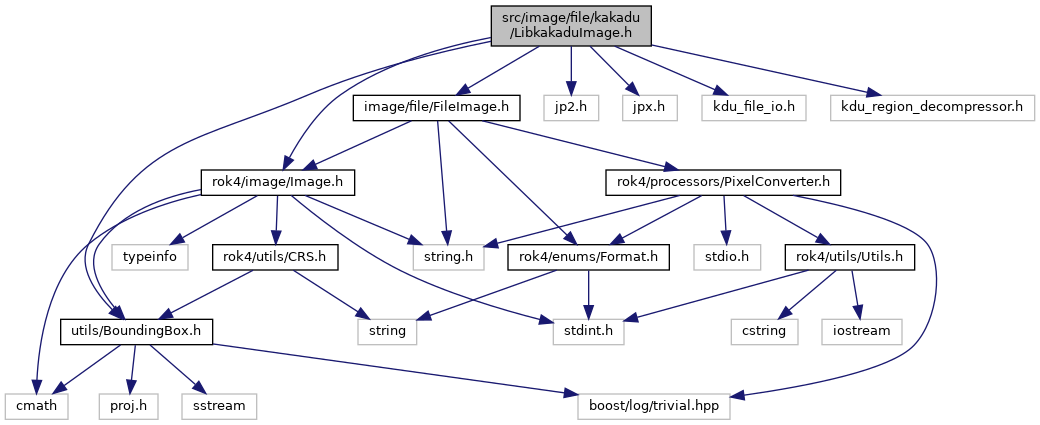 src/image/file/kakadu
/LibkakaduImage.h
image/file/FileImage.h
jp2.h
jpx.h
kdu_file_io.h
kdu_region_decompressor.h
rok4/image/Image.h
rok4/processors/PixelConverter.h
typeinfo
rok4/utils/CRS.h
string.h
rok4/enums/Format.h
stdio.h
rok4/utils/Utils.h
utils/BoundingBox.h
string
stdint.h
cstring
iostream
cmath
proj.h
sstream
boost/log/trivial.hpp